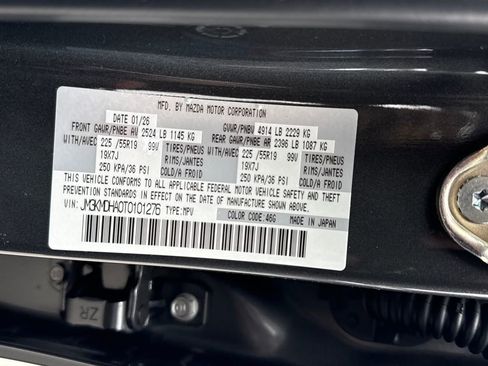 MFD. BY MAZDA MOTOR CORPORATION
DATE 01/26 GVWR/PNBV 4914 LB 2229 KG
FRONT GAWR/PNBE AV 2524 LB 1145 KG REAR GAWR/PNBE AR 2396 LB 1087 KG
WITH/AVEC 225 /55R19 99V TIRES/PNEUS WITH/AVEC 225 /55R19 99V TIRES/PNEUS
19X7J RIMS/JANTES 19X7J RIMS/JANTES
250 KPA/36 PSI COLD/A FROID 250 KPA/36 PSI COLD/A FROID
THIS VEHICLE CONFORMS TO ALL APPLICABLE FEDERAL MOTOR VEHICLE SAFETY AND THEFT
PREVENTION STANDARDS IN EFFECT ON THE DATE OF MANUFACTURE SHOWN ABOVE.
VIN: JM3KMDHA0T0101276 TYPE:MPV COLOR CODE: 46G MADE IN JAPAN
ZR